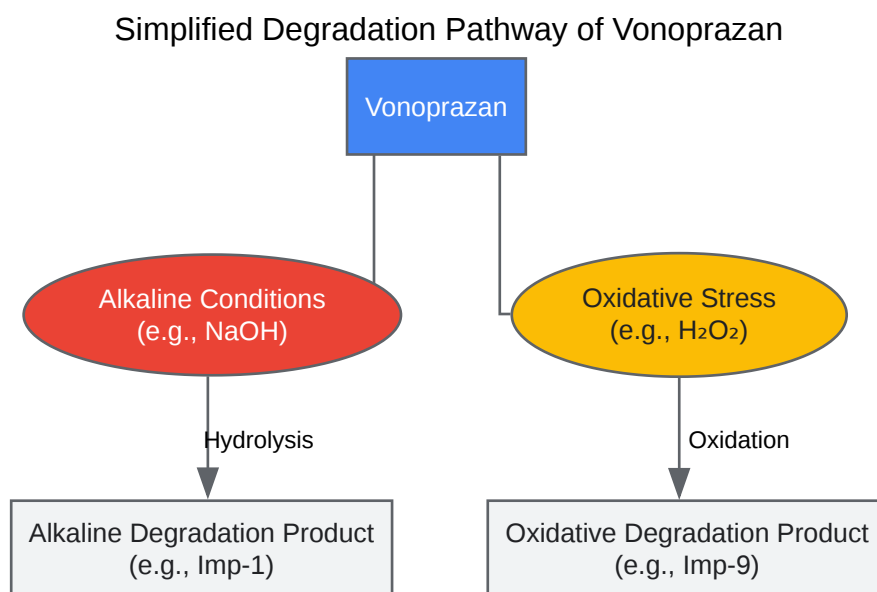 Simplified Degradation Pathway of Vonoprazan
Vonoprazan
Alkaline Conditions
(e.g., NaOH)
Oxidative Stress
(e.g., H₂O₂)
Hydrolysis
Oxidation
Alkaline Degradation Product
(e.g., Imp-1)
Oxidative Degradation Product
(e.g., Imp-9)